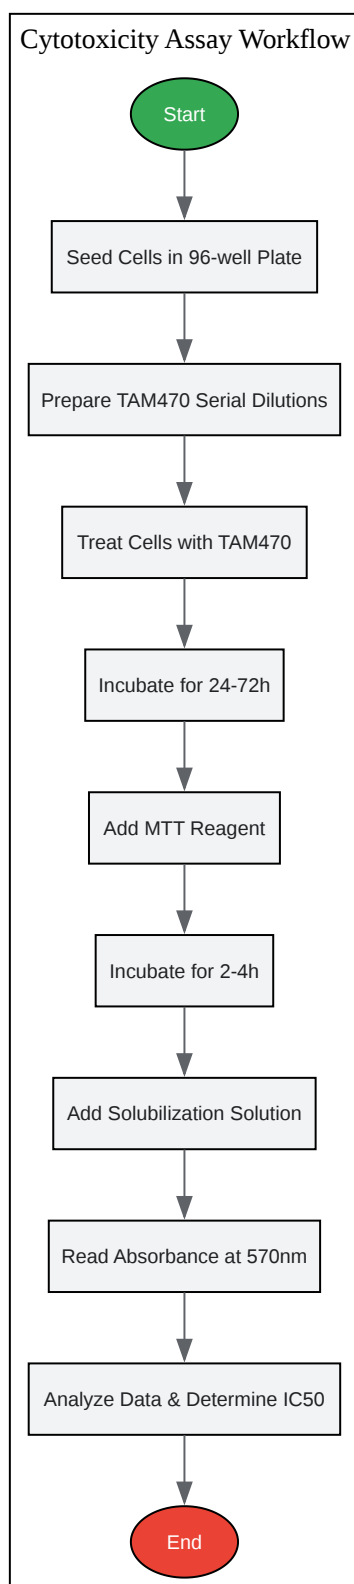 Cytotoxicity Assay Workflow
Start
Seed Cells in 96-well Plate
Prepare TAM470 Serial Dilutions
Treat Cells with TAM470
Incubate for 24-72h
Add MTT Reagent
Incubate for 2-4h
Add Solubilization Solution
Read Absorbance at 570nm
Analyze Data & Determine IC50
End